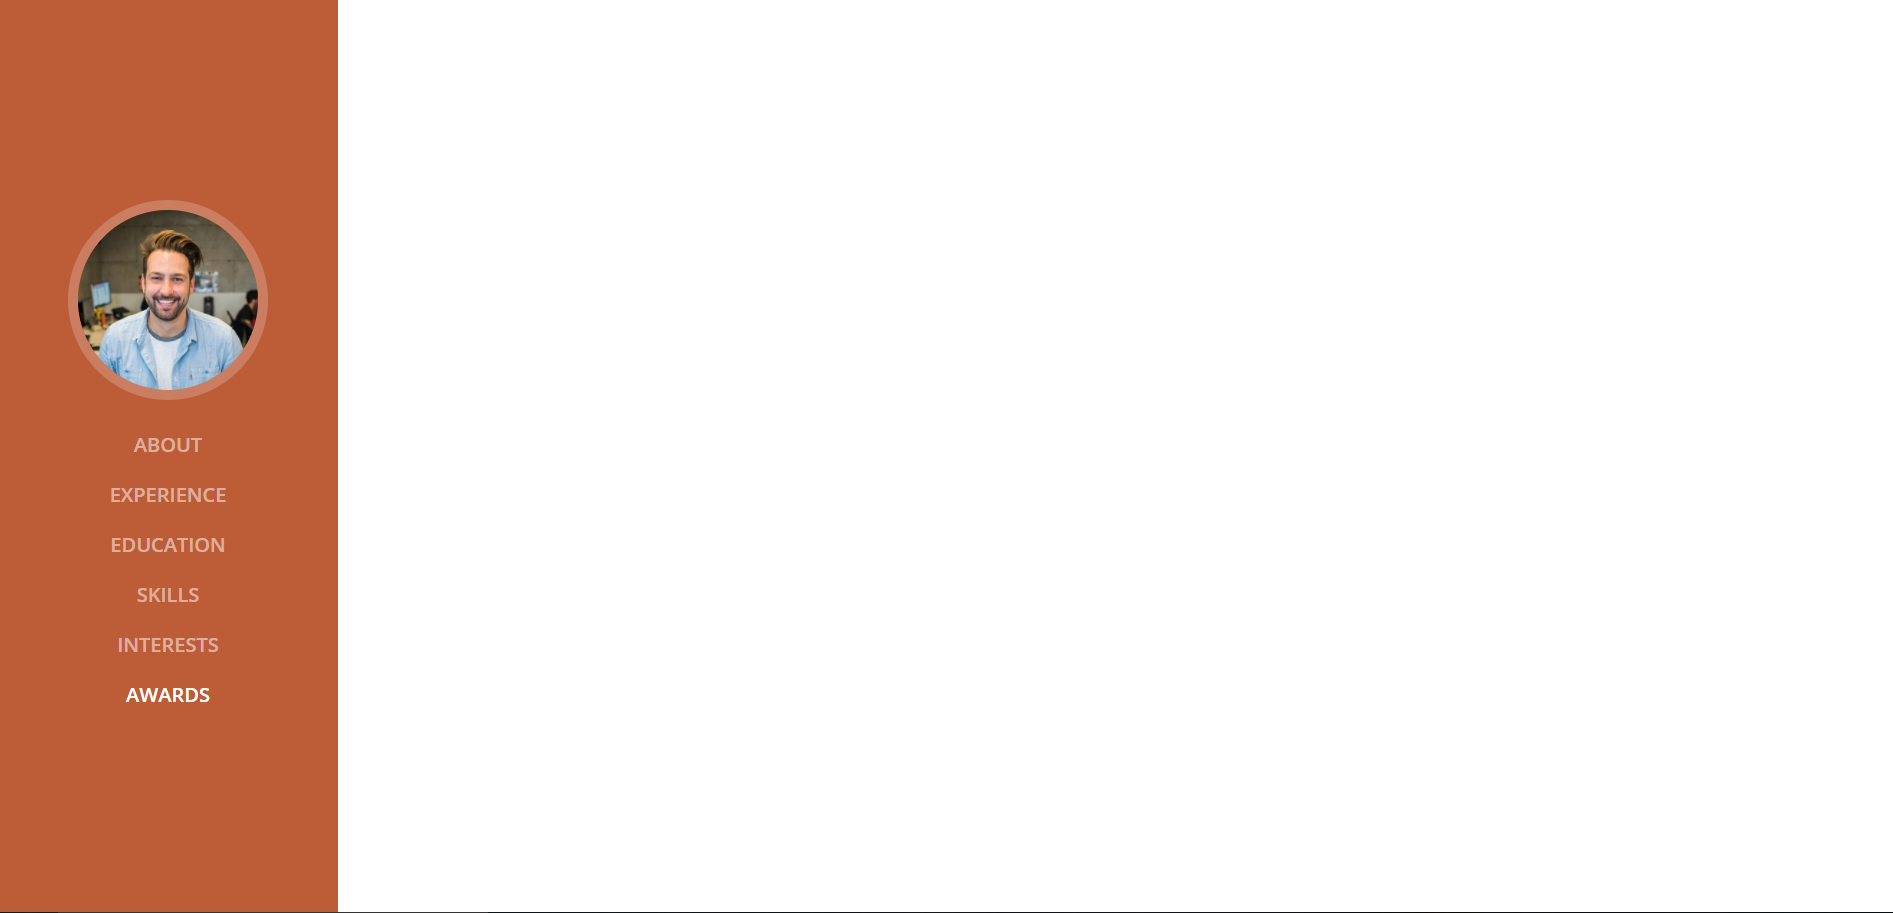 ABOUT
EXPERIENCE
EDUCATION
SKILLS
INTERESTS
AWARDS